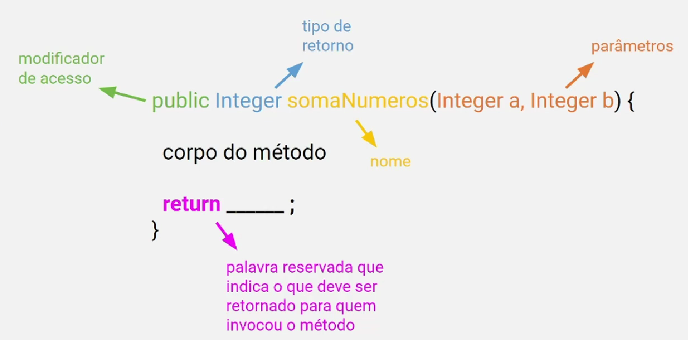 tipo de
retorno
parâmetros
modificador
de acesso
public Integer somaNumeros(Integer a, Integer b) {
corpo do método
nome
return ______ ;
}
palavra reservada que
indica o que deve ser
retornado para quem
invocou o método